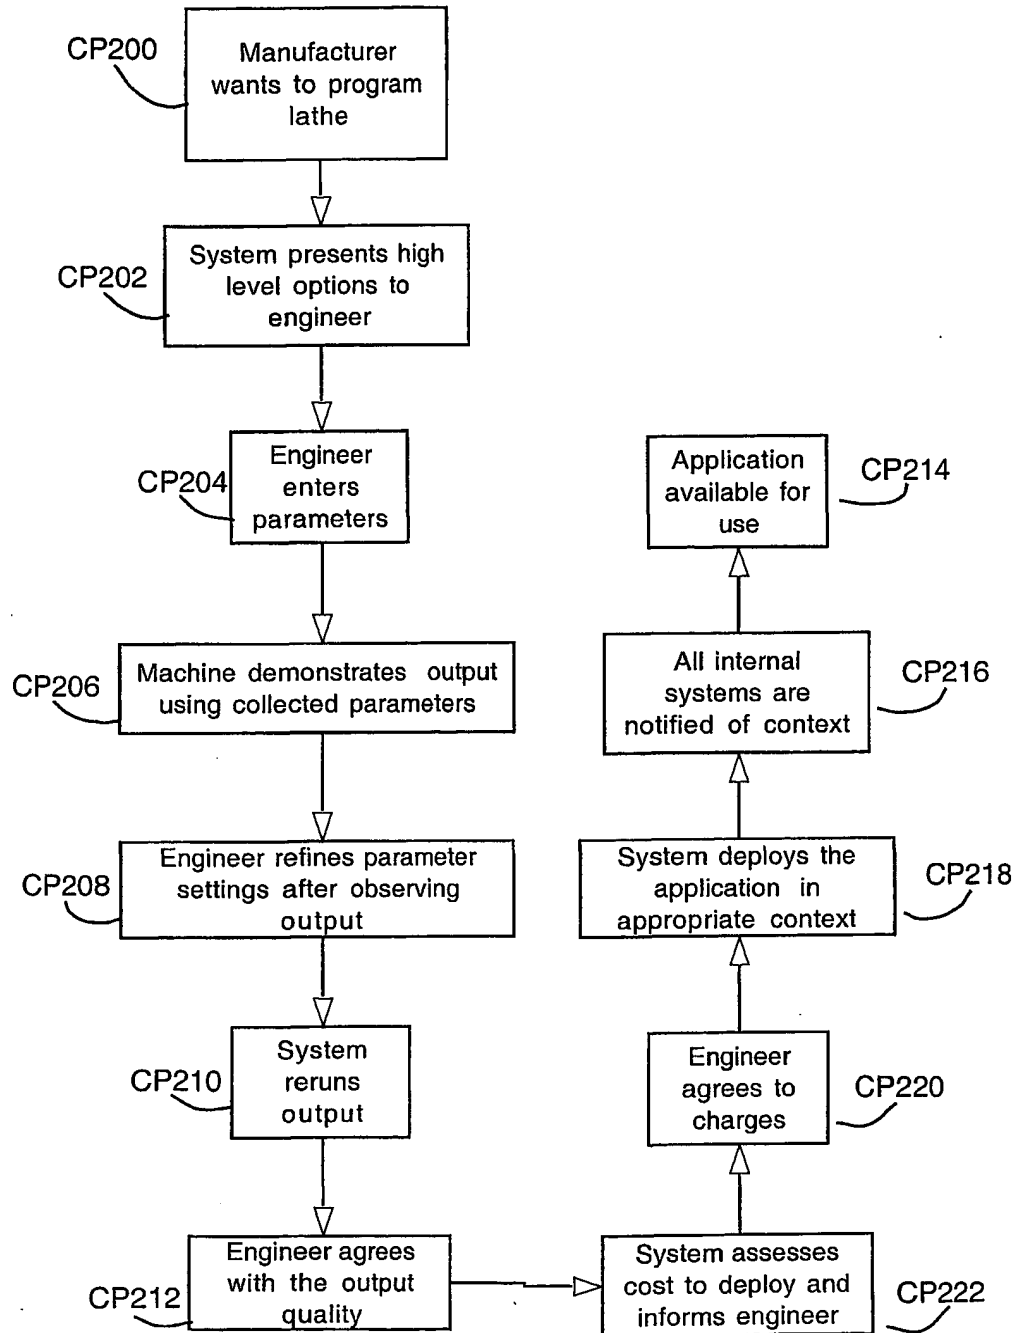 CP200
Manufacturer
wants to program
lathe
CP202
System presents high
level options to
engineer
CP204
Engineer
enters
parameters
CP206
Machine demonstrates output
using collected parameters
CP208
Engineer refines parameter
settings after observing
output
CP210
System
reruns
output
CP212
Engineer agrees
with the output
quality
System assesses
cost to deploy and
informs engineer
CP222
Engineer
agrees to
charges
CP220
System deploys the
application in
appropriate context
CP218
All internal
systems are
notified of context
CP216
Application
available for
use
CP214